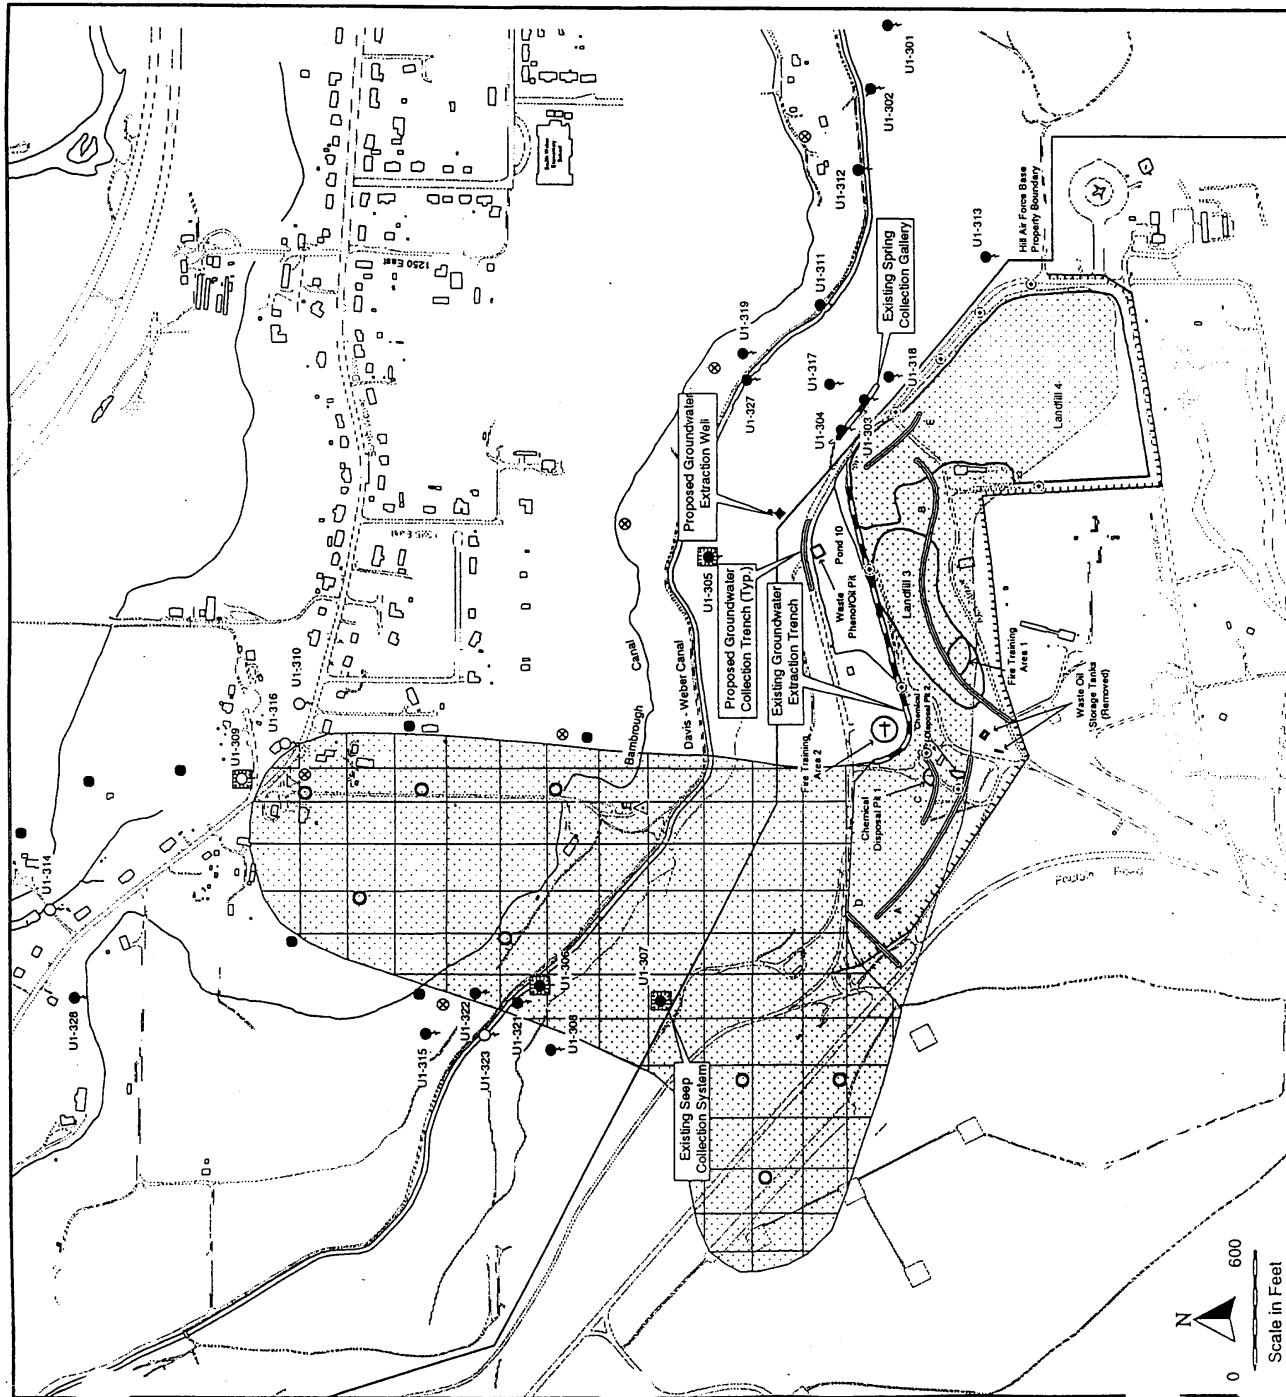 U1-301
U1-302
U1-312
U1-313
U1-311
U1-319
U1-327
U1-317
U1-318
U1-304
U1-303
U1-305
U1-310
U1-316
U1-309
U1-314
U1-328
U1-315
U1-322
U1-323
U1-321
U1-306
U1-308
U1-307
South Weber
Elementary
School
1250 East
Hill Air Force Base
Property Boundary
Existing Spring
Collection Gallery
Proposed Groundwater
Extraction Well
Proposed Groundwater
Collection Trench (Typ.)
Existing Groundwater
Extraction Trench
Existing Seep
Collection System
Bambrough Canal
Davis - Weber Canal
Waste
Phenol/Oil Pit
Pond 10
Landfill 3
Landfill 4
Fire Training
Area 1
Fire Training
Area 2
Waste Oil
Storage Tanks
(Removed)
Chemical
Disposal Pit 2
Chemical
Disposal Pit 1
A
B
C
D
E
N
0 600
Scale in Feet